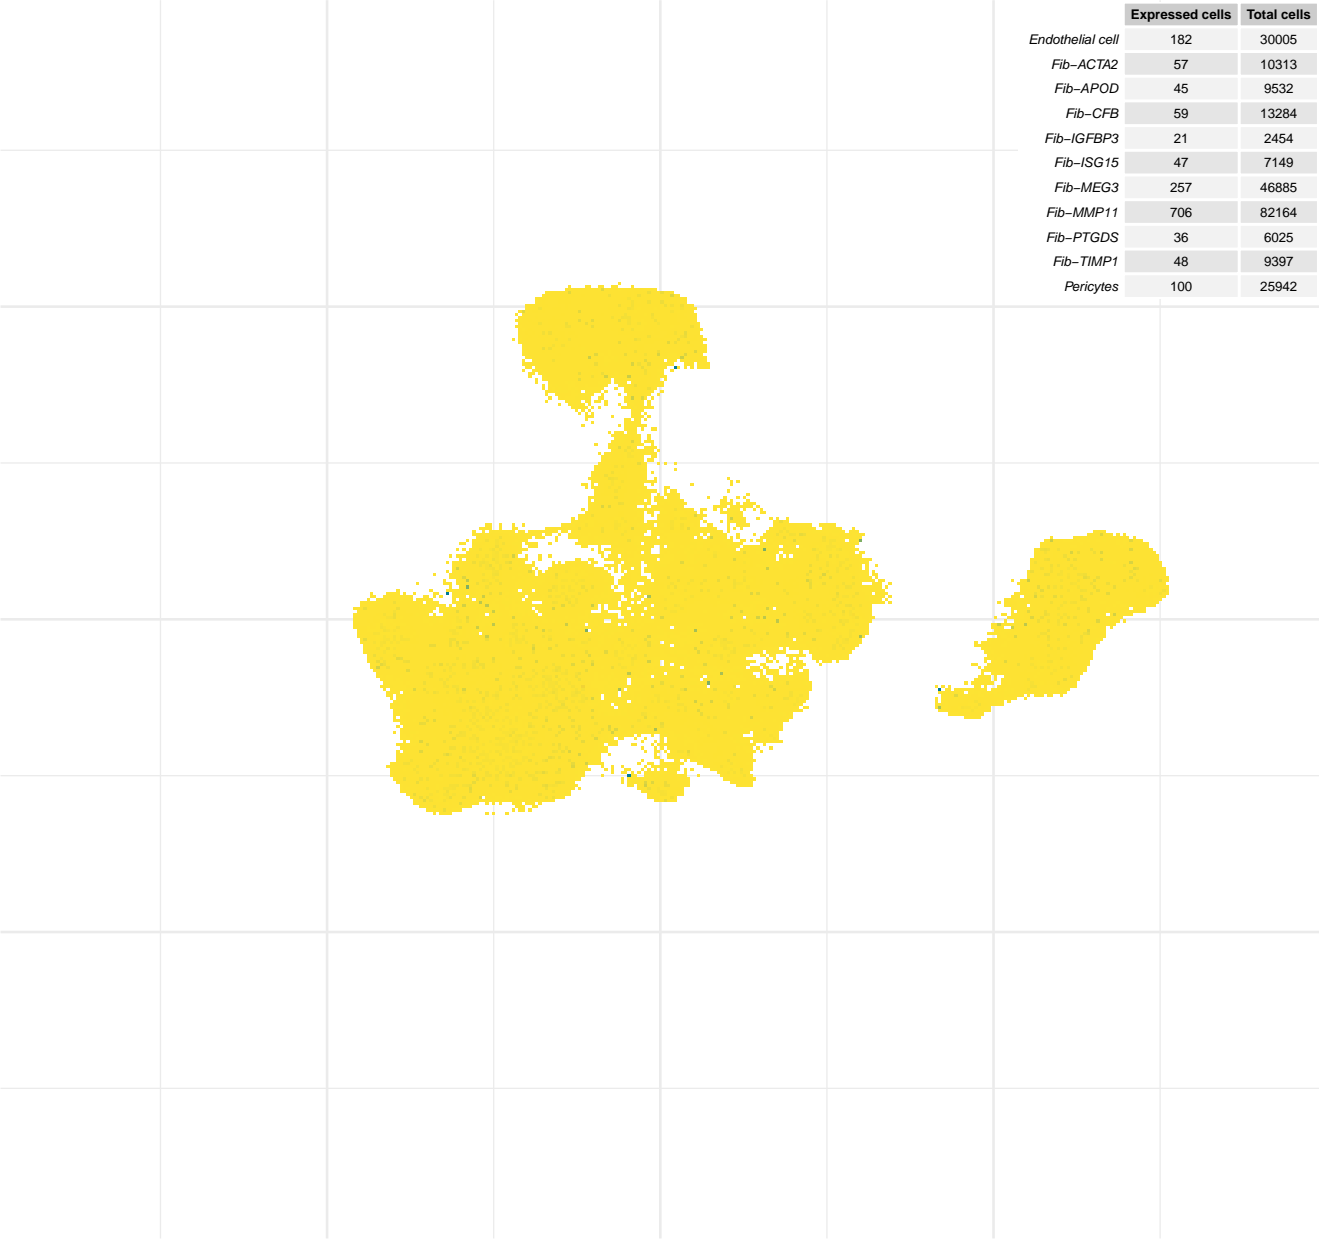 Expressed cells Total cells
Endothelial cell 182 30005
Fib−ACTA2 57 10313
Fib−APOD 45 9532
Fib−CFB 59 13284
Fib−IGFBP3 21 2454
Fib−ISG15 47 7149
Fib−MEG3 257 46885
Fib−MMP11 706 82164
Fib−PTGDS 36 6025
Fib−TIMP1 48 9397
Pericytes 100 25942